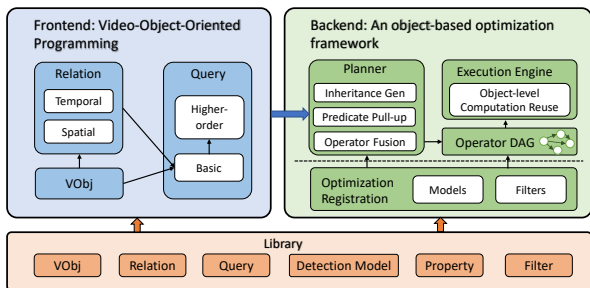 Frontend: Video-Object-Oriented
Programming
Relation
Temporal
Spatial
VObj
Query
Higher-
order
Basic
Backend: An object-based optimization
framework
Planner
Inheritance Gen
Predicate Pull-up
Operator Fusion
Execution Engine
Object-level
Computation Reuse
Operator DAG
Optimization
Registration
Models
Filters
Library
VObj
Relation
Query
Detection Model
Property
Filter